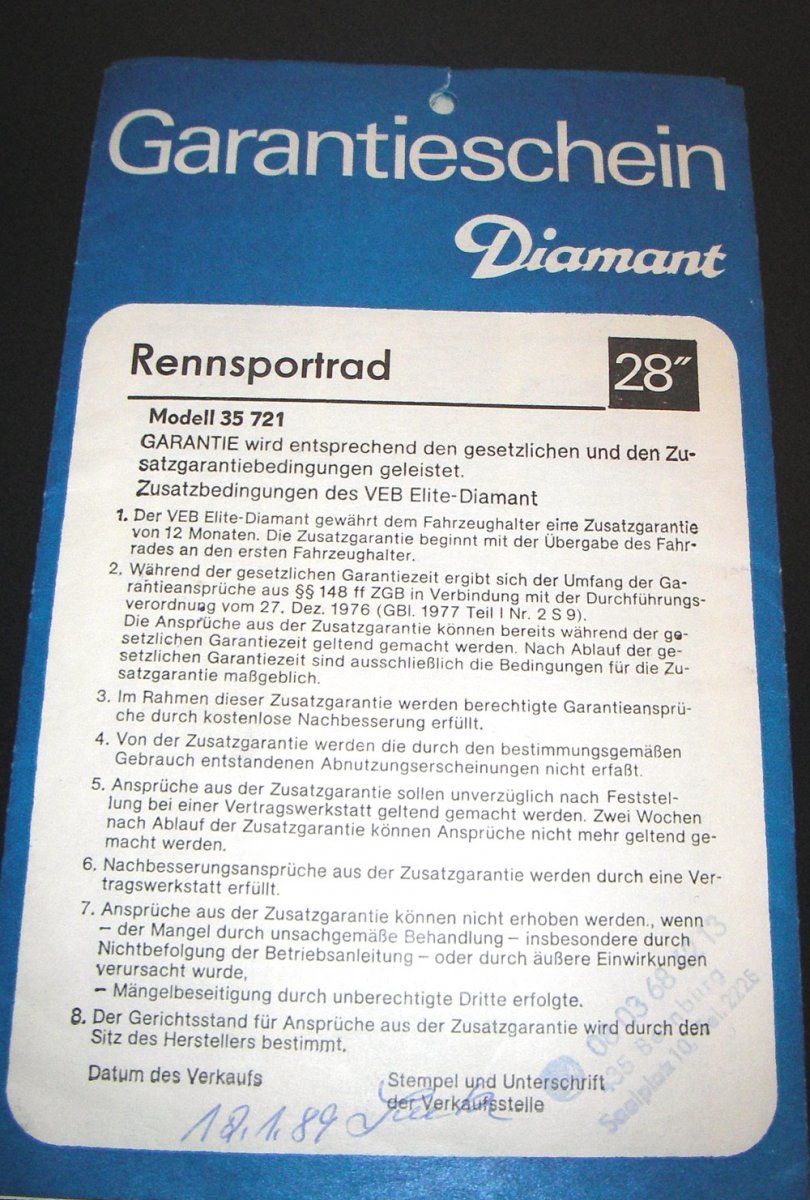 Garantieschein
Diamant
Rennsportrad 28″
Modell 35 721
GARANTIE wird entsprechend den gesetzlichen und den Zu-
satzgarantiebedingungen geleistet.
Zusatzbedingungen des VEB Elite-Diamant
1. Der VEB Elite-Diamant gewährt dem Fahrzeughalter eine Zusatzgarantie
von 12 Monaten. Die Zusatzgarantie beginnt mit der Übergabe des Fahr-
rades an den ersten Fahrzeughalter.
2. Während der gesetzlichen Garantiezeit ergibt sich der Umfang der Ga-
rantieansprüche aus §§ 148 ff ZGB in Verbindung mit der Durchführungs-
verordnung vom 27. Dez. 1976 (GBl. 1977 Teil I Nr. 2 S 9).
Die Ansprüche aus der Zusatzgarantie können bereits während der ge-
setzlichen Garantiezeit geltend gemacht werden. Nach Ablauf der ge-
setzlichen Garantiezeit sind ausschließlich die Bedingungen für die Zu-
satzgarantie maßgeblich.
3. Im Rahmen dieser Zusatzgarantie werden berechtigte Garantieansprü-
che durch kostenlose Nachbesserung erfüllt.
4. Von der Zusatzgarantie werden die durch den bestimmungsgemäßen
Gebrauch entstandenen Abnutzungserscheinungen nicht erfaßt.
5. Ansprüche aus der Zusatzgarantie sollen unverzüglich nach Feststel-
lung bei einer Vertragswerkstatt geltend gemacht werden. Zwei Wochen
nach Ablauf der Zusatzgarantie können Ansprüche nicht mehr geltend ge-
macht werden.
6. Nachbesserungsansprüche aus der Zusatzgarantie werden durch eine Ver-
tragswerkstatt erfüllt.
7. Ansprüche aus der Zusatzgarantie können nicht erhoben werden., wenn
– der Mangel durch unsachgemäße Behandlung – insbesondere durch
Nichtbefolgung der Betriebsanleitung – oder durch äußere Einwirkungen
verursacht wurde,
– Mängelbeseitigung durch unberechtigte Dritte erfolgte.
8. Der Gerichtsstand für Ansprüche aus der Zusatzgarantie wird durch den
Sitz des Herstellers bestimmt.
Datum des Verkaufs
Stempel und Unterschrift
der Verkaufsstelle
18.1.89
Bernburg